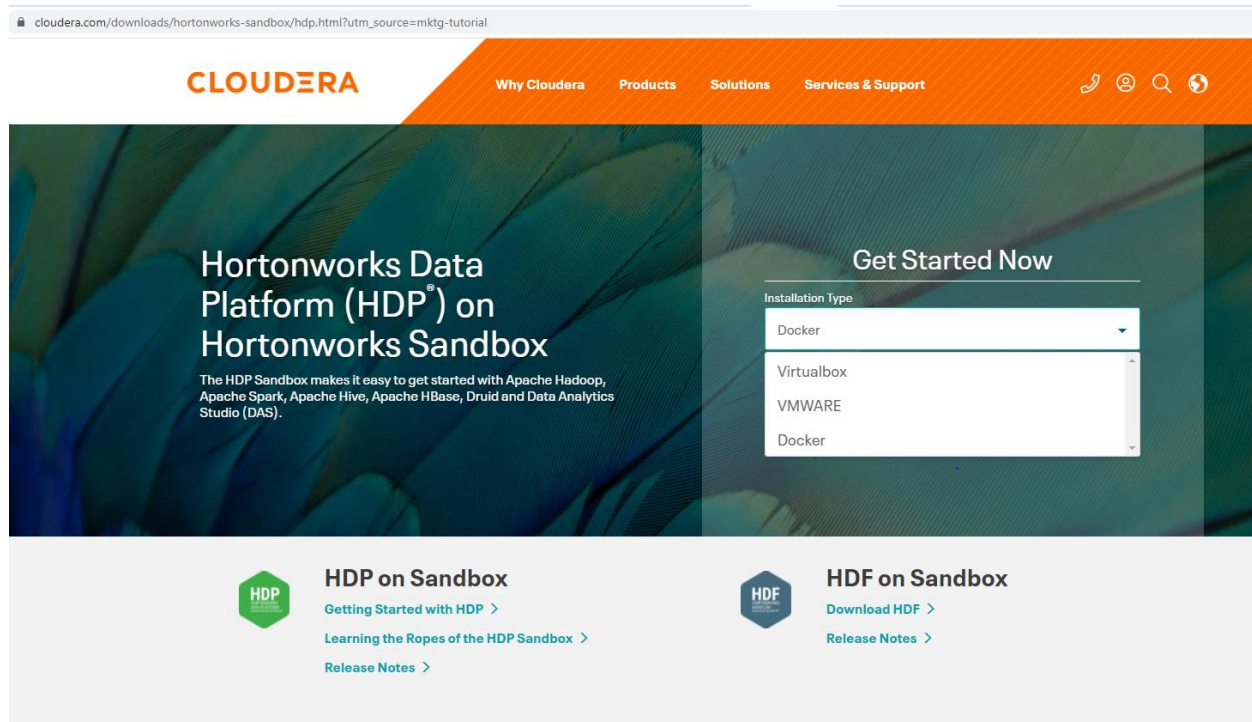 cloudera.com/downloads/hortonworks-sandbox/hdp.html?utm_source=mktg-tutorial
CLOUDERA
Why Cloudera Products Solutions Services & Support
Hortonworks Data
Platform (HDP®) on
Hortonworks Sandbox
The HDP Sandbox makes it easy to get started with Apache Hadoop,
Apache Spark, Apache Hive, Apache HBase, Druid and Data Analytics
Studio (DAS).
Get Started Now
Installation Type
Docker
Virtualbox
VMWARE
Docker
HDP
HDP on Sandbox
Getting Started with HDP >
Learning the Ropes of the HDP Sandbox >
Release Notes >
HDF
HDF on Sandbox
Download HDF >
Release Notes >